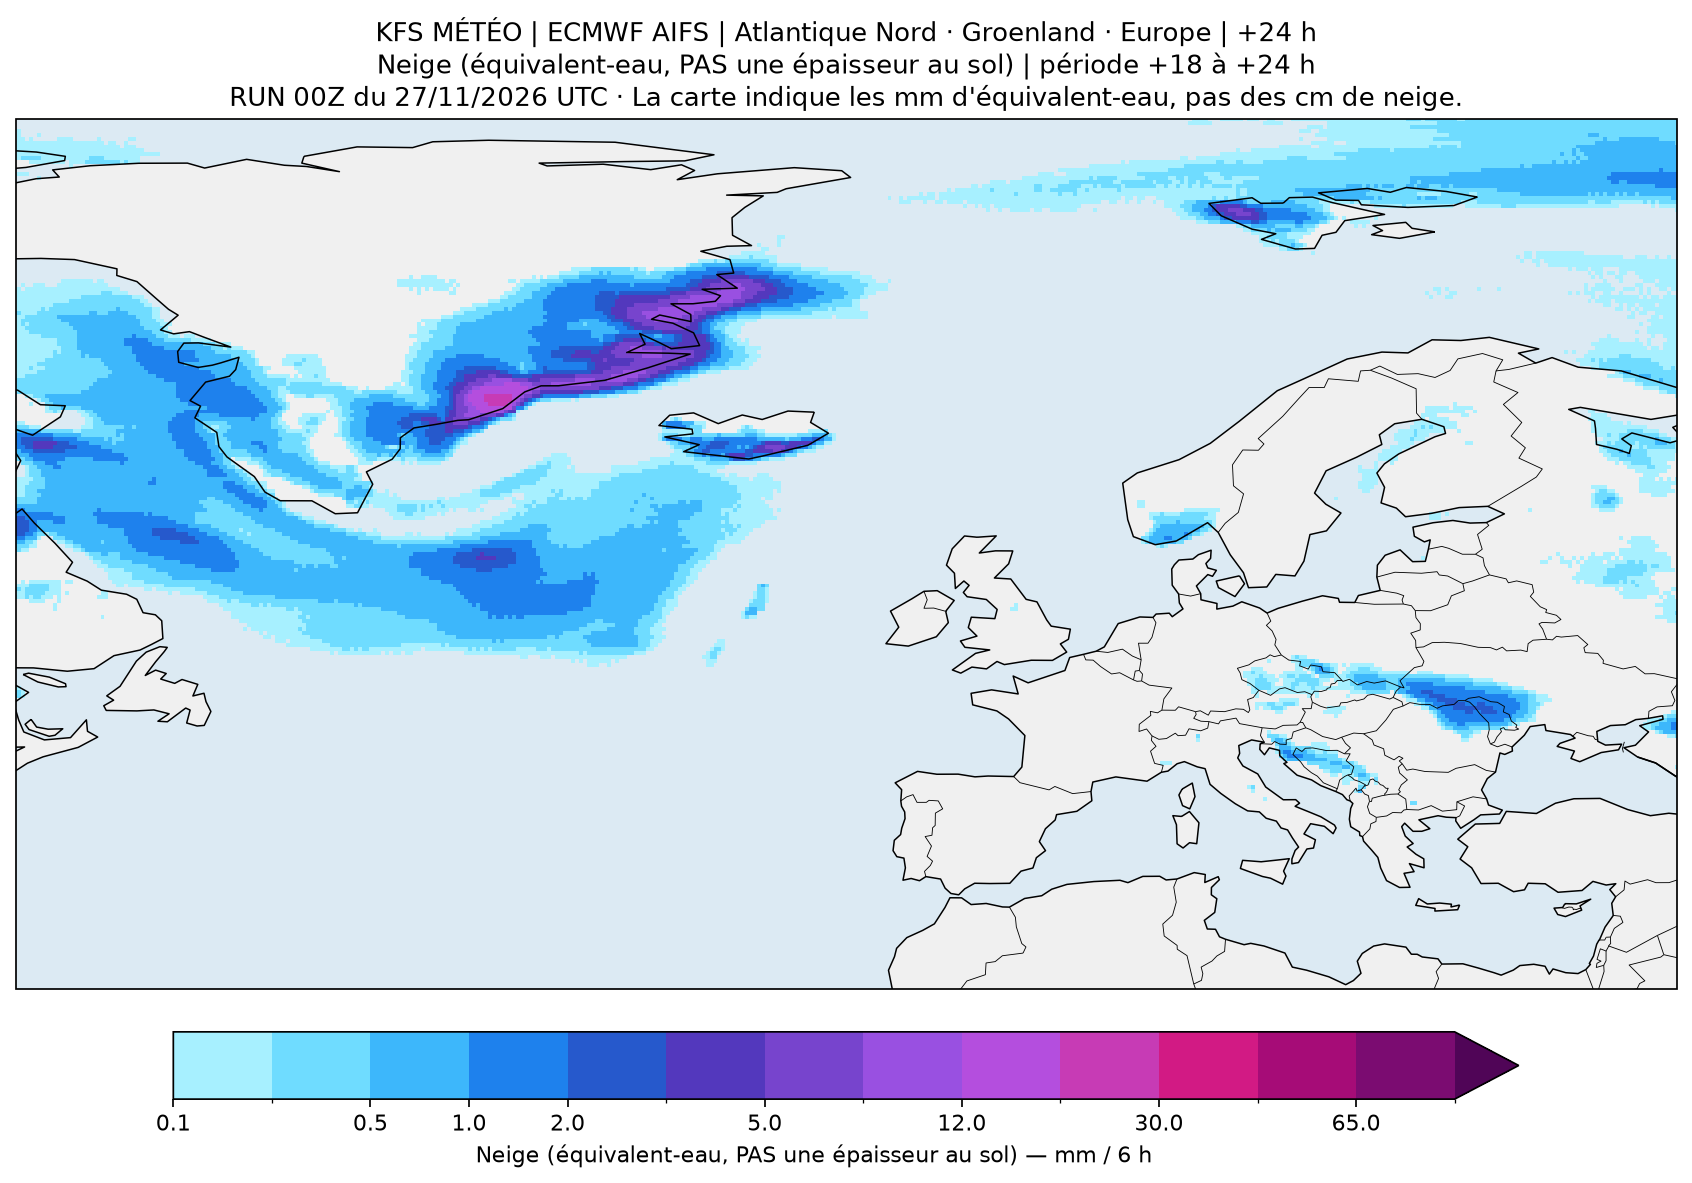 KFS MÉTÉO | ECMWF AIFS | Atlantique Nord · Groenland · Europe | +24 h
Neige (équivalent-eau, PAS une épaisseur au sol) | période +18 à +24 h
RUN 00Z du 27/11/2026 UTC · La carte indique les mm d'équivalent-eau, pas des cm de neige.
0.1 0.5 1.0 2.0 5.0 12.0 30.0 65.0
Neige (équivalent-eau, PAS une épaisseur au sol) — mm / 6 h